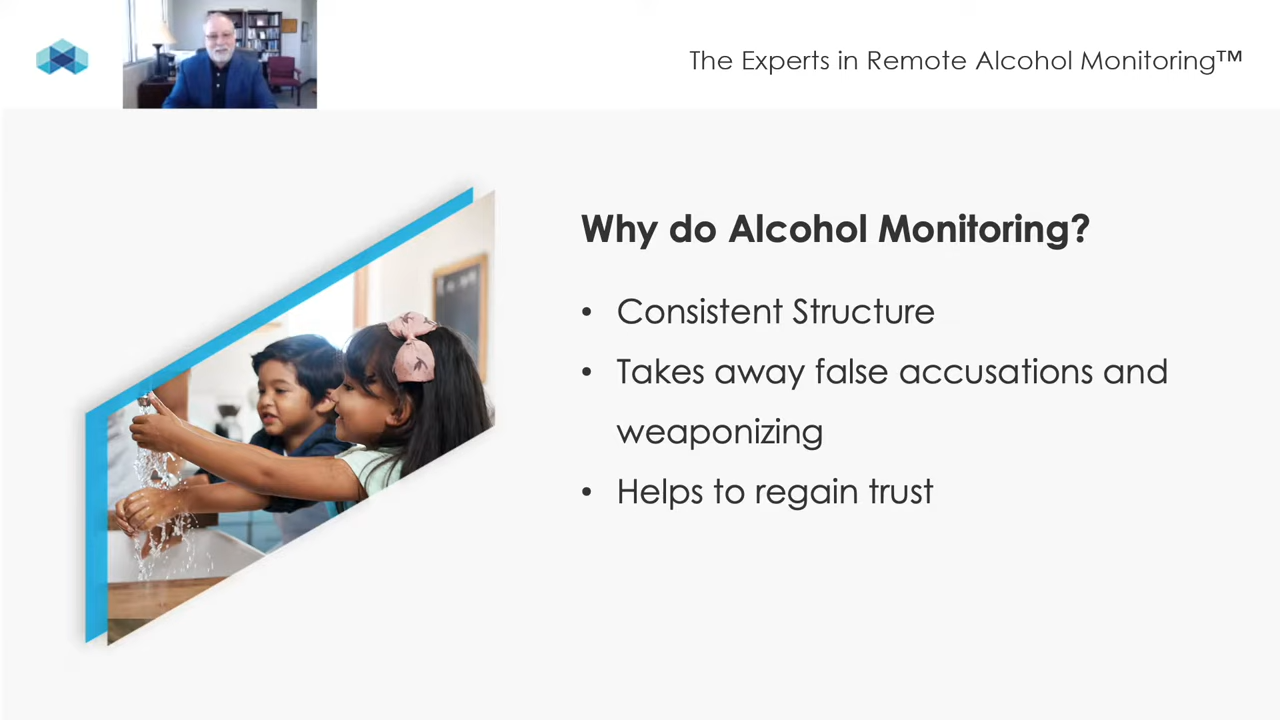 The Experts in Remote Alcohol Monitoring™
Why do Alcohol Monitoring?
• Consistent Structure
• Takes away false accusations and
weaponizing
• Helps to regain trust